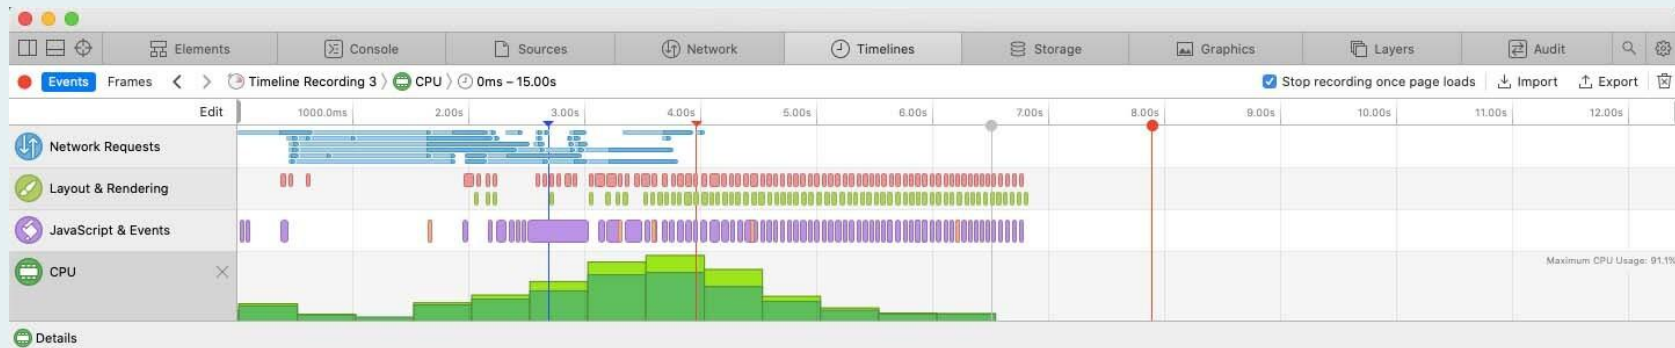 Elements Console Sources Network Timelines Storage Graphics Layers Audit
Events Frames Timeline Recording 3 CPU 0ms – 15.00s Stop recording once page loads Import Export
Edit 1000.0ms 2.00s 3.00s 4.00s 5.00s 6.00s 7.00s 8.00s 9.00s 10.00s 11.00s 12.00s
Network Requests
Layout & Rendering
JavaScript & Events
CPU Maximum CPU Usage: 91.1%
Details